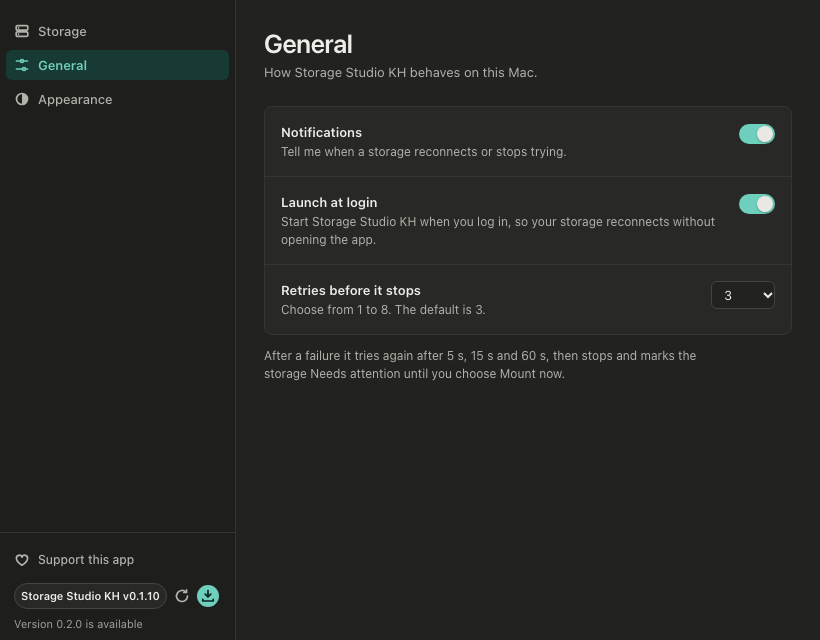 Storage
General
Appearance
General
How Storage Studio KH behaves on this Mac.
Notifications
Tell me when a storage reconnects or stops trying.
Launch at login
Start Storage Studio KH when you log in, so your storage reconnects without
opening the app.
Retries before it stops
Choose from 1 to 8. The default is 3.
3
After a failure it tries again after 5 s, 15 s and 60 s, then stops and marks the
storage Needs attention until you choose Mount now.
Support this app
Storage Studio KH v0.1.10
Version 0.2.0 is available